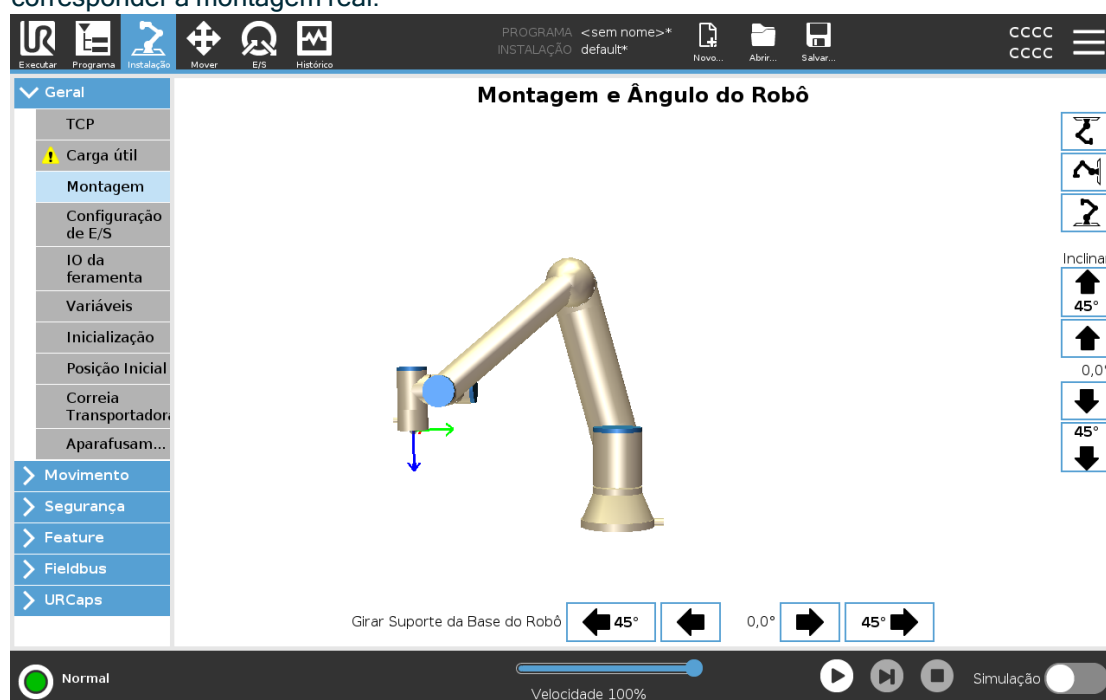 corresponder a montagem real.
PROGRAMA <sem nome>*
INSTALAÇÃO default*
CCCC
CCCC
Executar Programa Instalação Mover E/S Histórico Novo... Abrir... Salvar...
Geral
Montagem e Ângulo do Robô
TCP
Carga útil
Montagem
Configuração
de E/S
IO da
ferramenta
Inclinar
45°
Variáveis
Inicialização
Posição Inicial
0,0°
Correia
Transportadora
45°
Aparafusam...
Movimento
Segurança
Feature
Fieldbus
URCaps
Girar Suporte da Base do Robô 45° 0,0° 45°
Normal
Velocidade 100%
Simulação